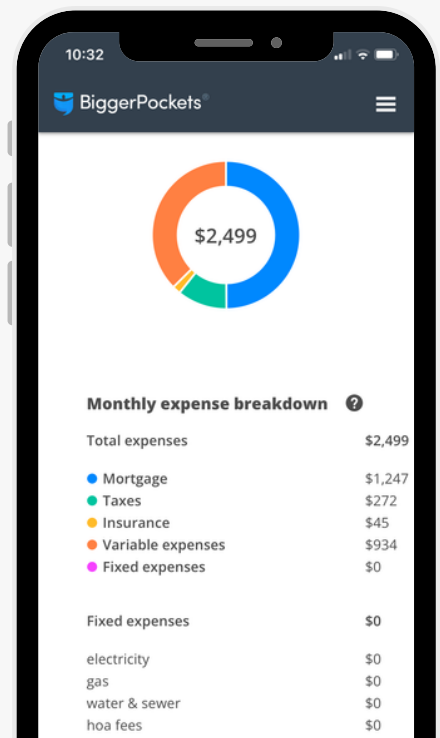 10:32
BiggerPockets®
$2,499
Monthly expense breakdown ?
Total expenses $2,499
Mortgage $1,247
Taxes $272
Insurance $45
Variable expenses $934
Fixed expenses $0
Fixed expenses $0
electricity $0
gas $0
water & sewer $0
hoa fees $0